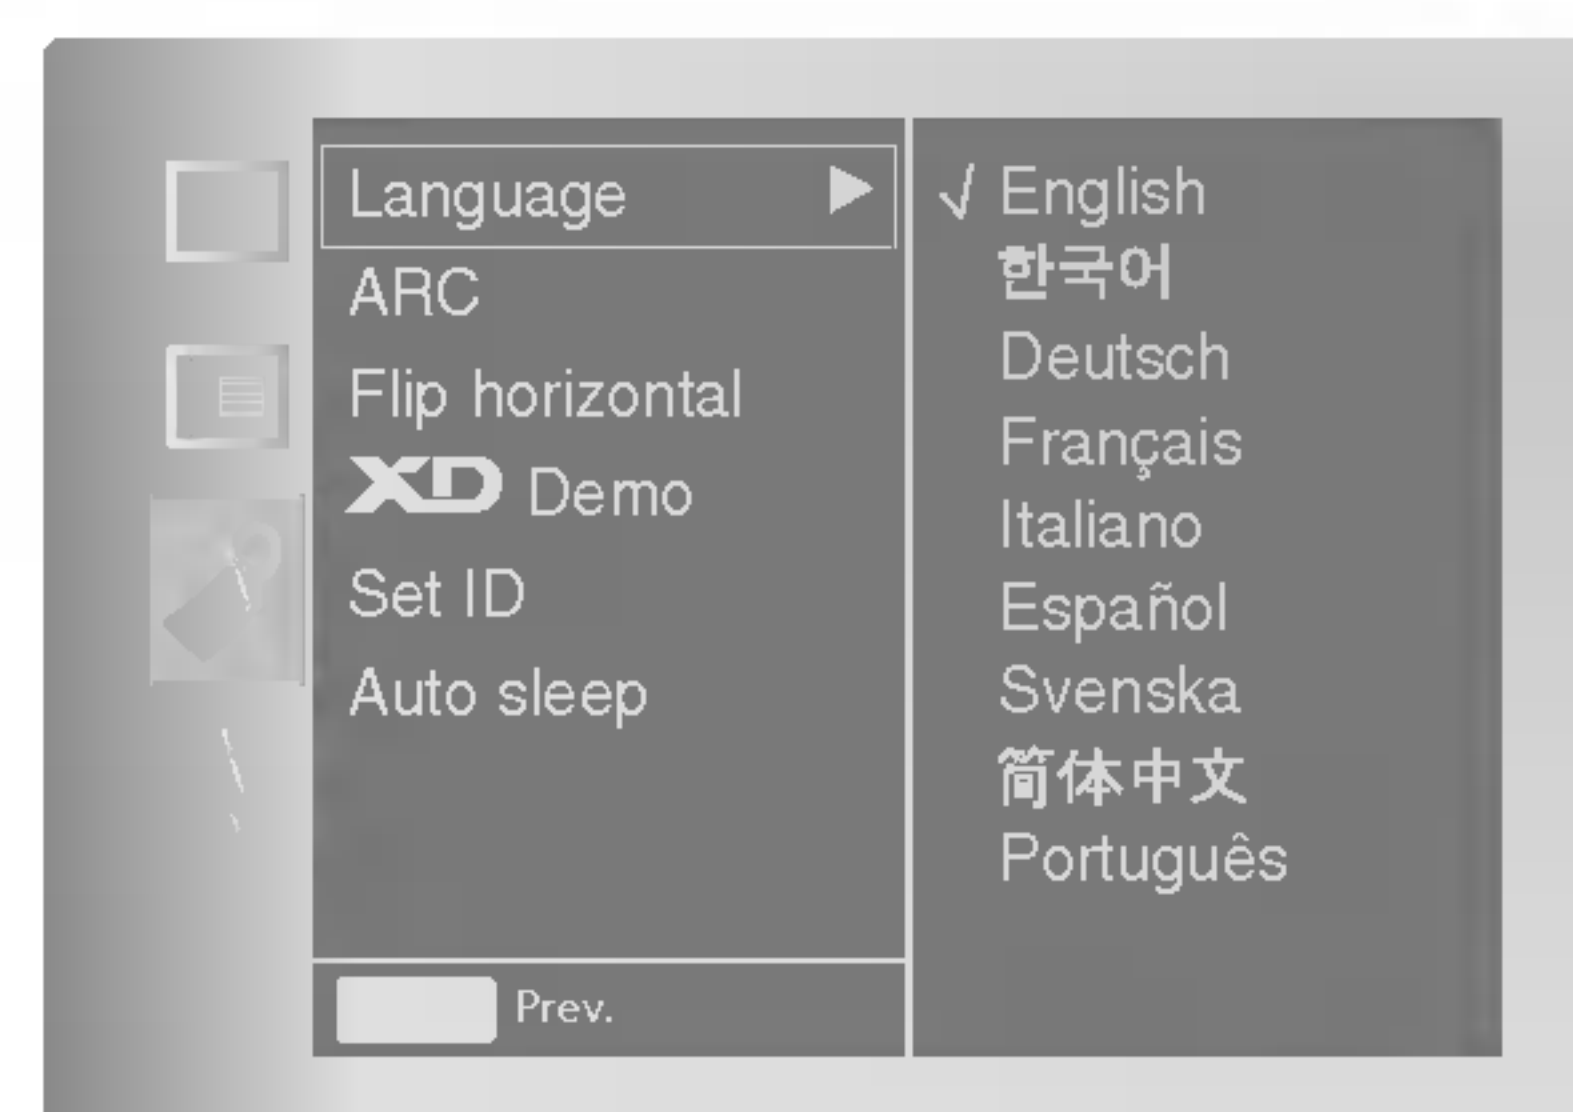 Language ▶
ARC
Flip horizontal
XD Demo
Set ID
Auto sleep
Prev.
√ English
한국어
Deutsch
Français
Italiano
Español
Svenska
简体中文
Português